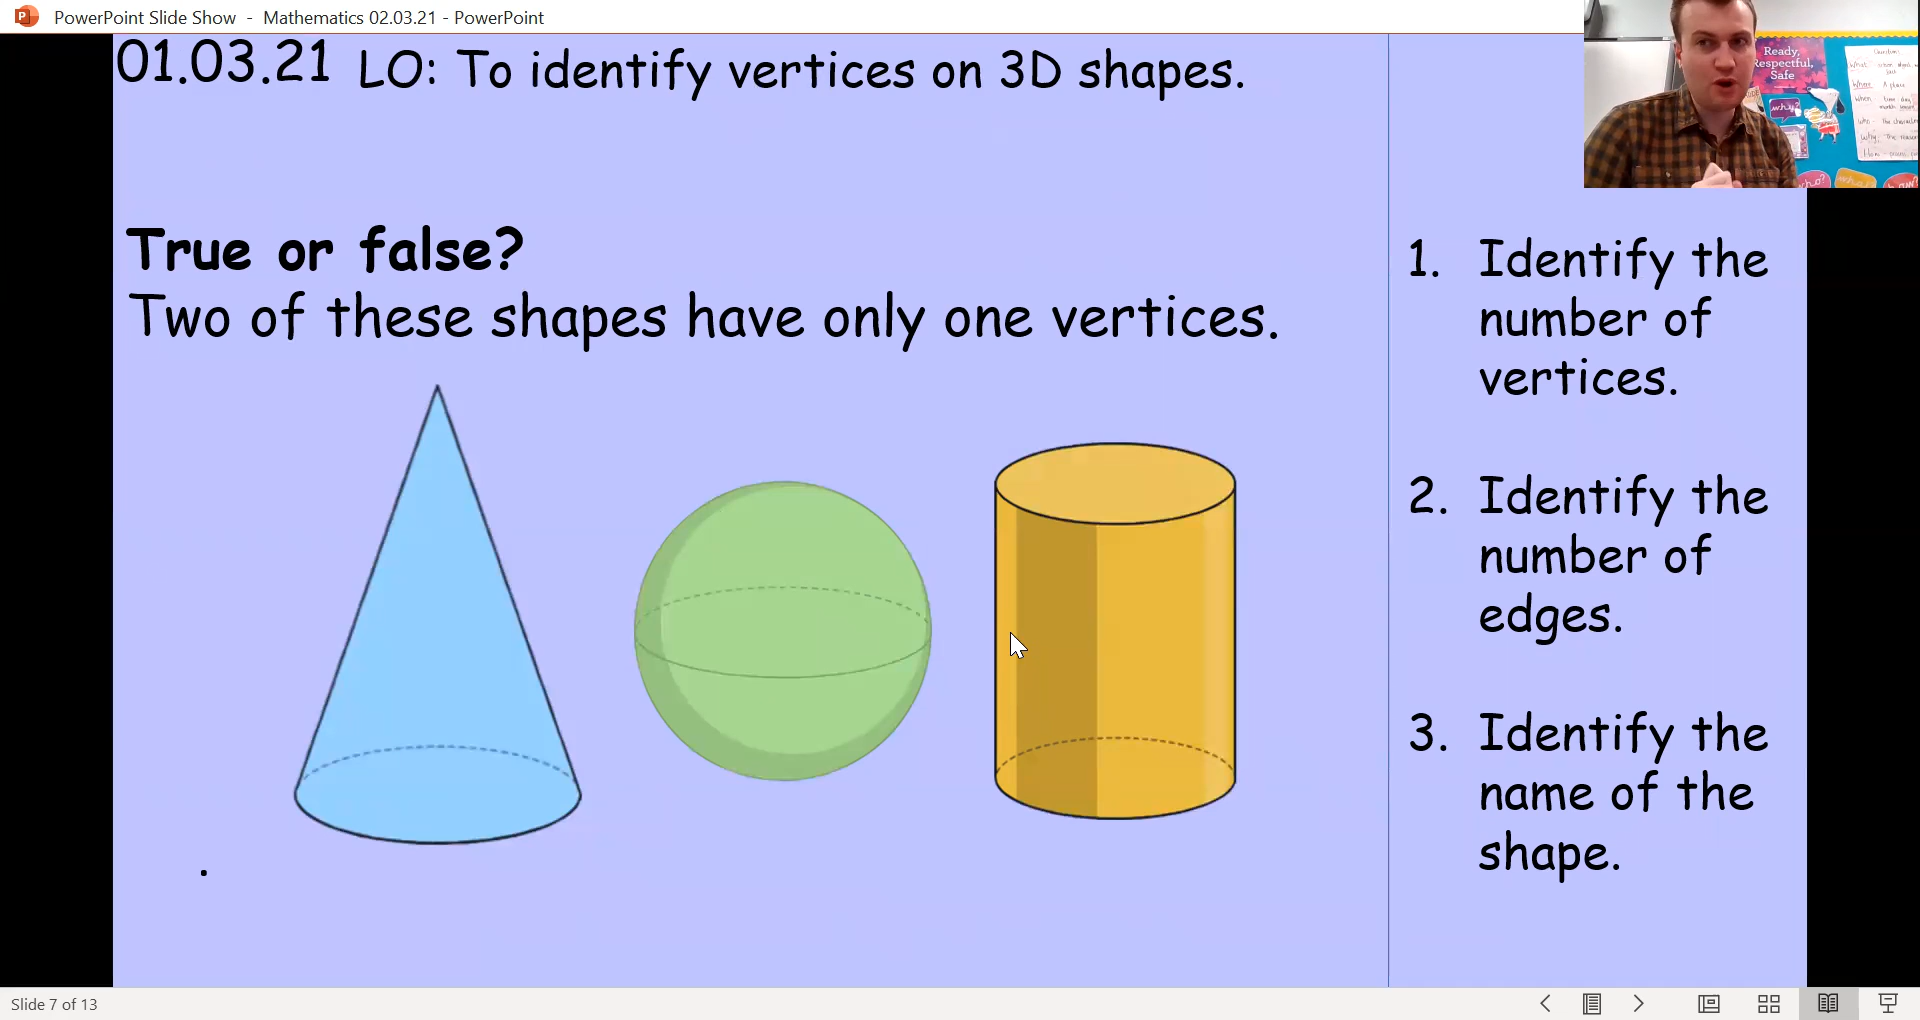 PowerPoint Slide Show - Mathematics 02.03.21 - PowerPoint
01.03.21 LO: To identify vertices on 3D shapes.
Ready,
Respectful,
Safe
why?
True or false?
Two of these shapes have only one vertices.
.
1. Identify the
number of
vertices.
2. Identify the
number of
edges.
3. Identify the
name of the
shape.
Slide 7 of 13